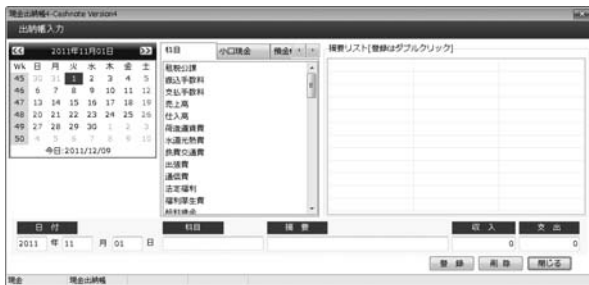 現金出納帳4-Cashnote Version4
出納帳入力
2011年11月01日
Wk 日 月 火 水 木 金 土
45 30 31 1 2 3 4 5
46 6 7 8 9 10 11 12
47 13 14 15 16 17 18 19
48 20 21 22 23 24 25 26
49 27 28 29 30 1 2 3
50 4 5 6 7 8 9 10
今日:2011/12/09
科目 小口現金
租税公課
振込手数料
支払手数料
売上高
仕入高
荷造運賃費
水道光熱費
旅費交通費
出張費
通信費
法定福利
福利厚生費
摘要リスト[登録はダブルクリック]
日 付 科目 摘 要 収 入 支 出
2011 年 11 月 01 日 0 0
登 録 削 除 閉じる
現金 現金出納帳